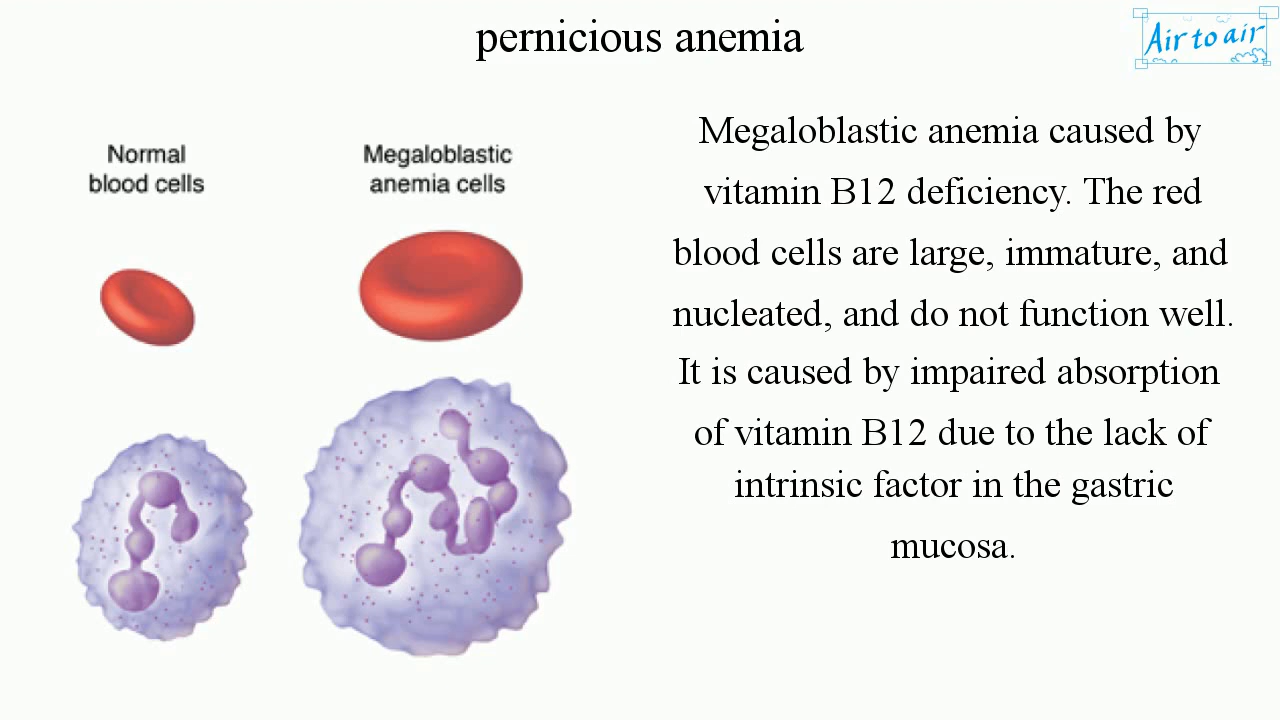 pernicious anemia
Air to air
Normal
blood cells
Megaloblastic
anemia cells
Megaloblastic anemia caused by
vitamin B12 deficiency. The red
blood cells are large, immature, and
nucleated, and do not function well.
It is caused by impaired absorption
of vitamin B12 due to the lack of
intrinsic factor in the gastric
mucosa.